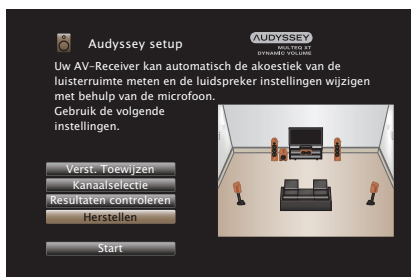 Audyssey setup
AUDYSSEY
MULTEQ XT
DYNAMIC VOLUME
Uw AV-Receiver kan automatisch de akoestiek van de
luisterruimte meten en de luidspreker instellingen wijzigen
met behulp van de microfoon.
Gebruik de volgende
instellingen.
Verst. Toewijzen
Kanaalselectie
Resultaten controleren
Herstellen
Start